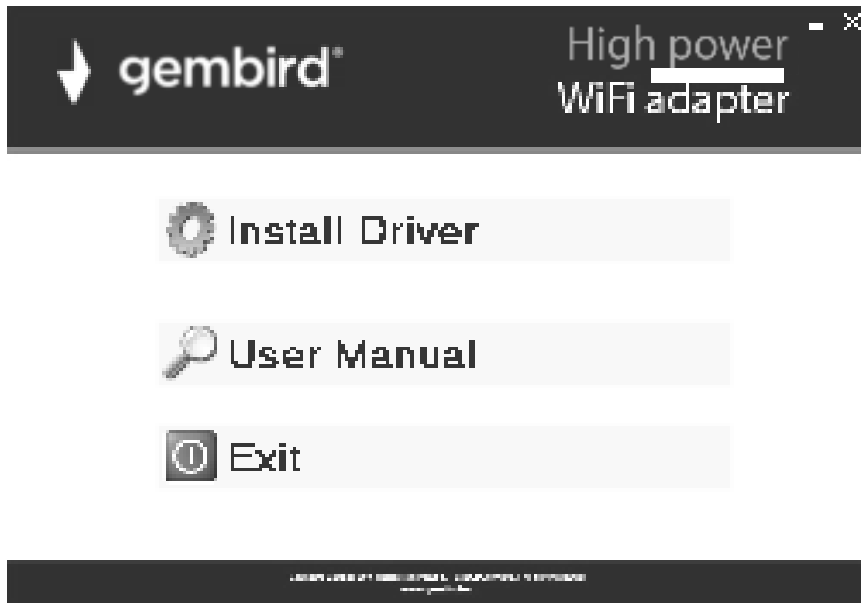 gembird®
High power
WiFi adapter
Install Driver
User Manual
Exit